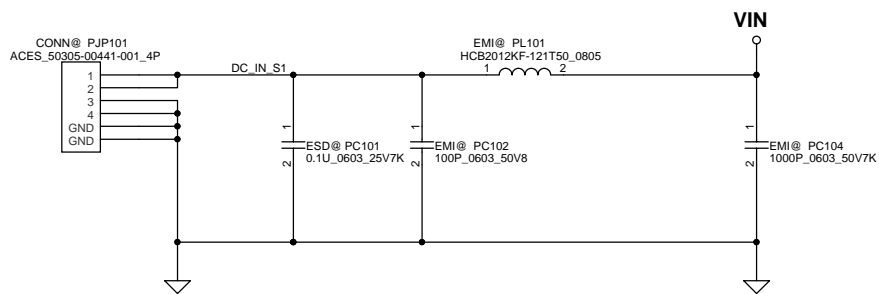 VIN
CONN@ PJP101
ACES_50305-00441-001_4P
EMI@ PL101
HCB2012KF-121T50_0805
1
2
3
4
GND
GND
DC_IN_S1
1 2
1
2
ESD@ PC101
0.1U_0603_25V7K
1
2
EMI@ PC102
100P_0603_50V8
1
2
EMI@ PC104
1000P_0603_50V7K